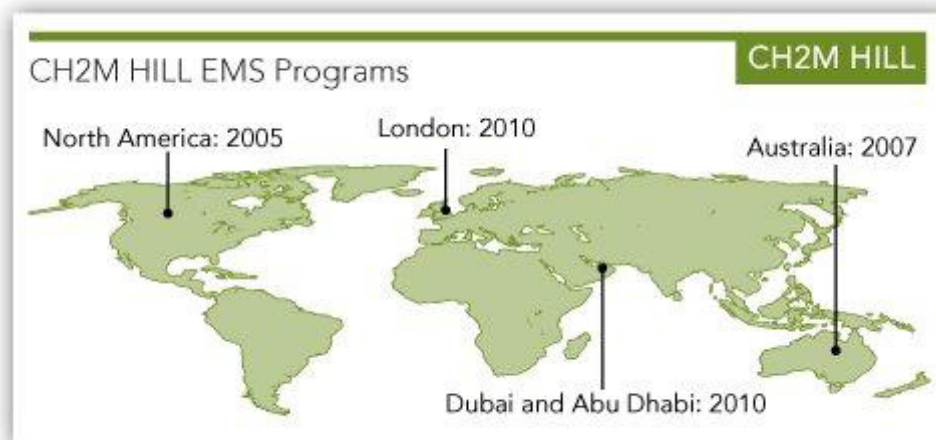 CH2M HILL
CH2M HILL EMS Programs
North America: 2005
London: 2010
Australia: 2007
Dubai and Abu Dhabi: 2010